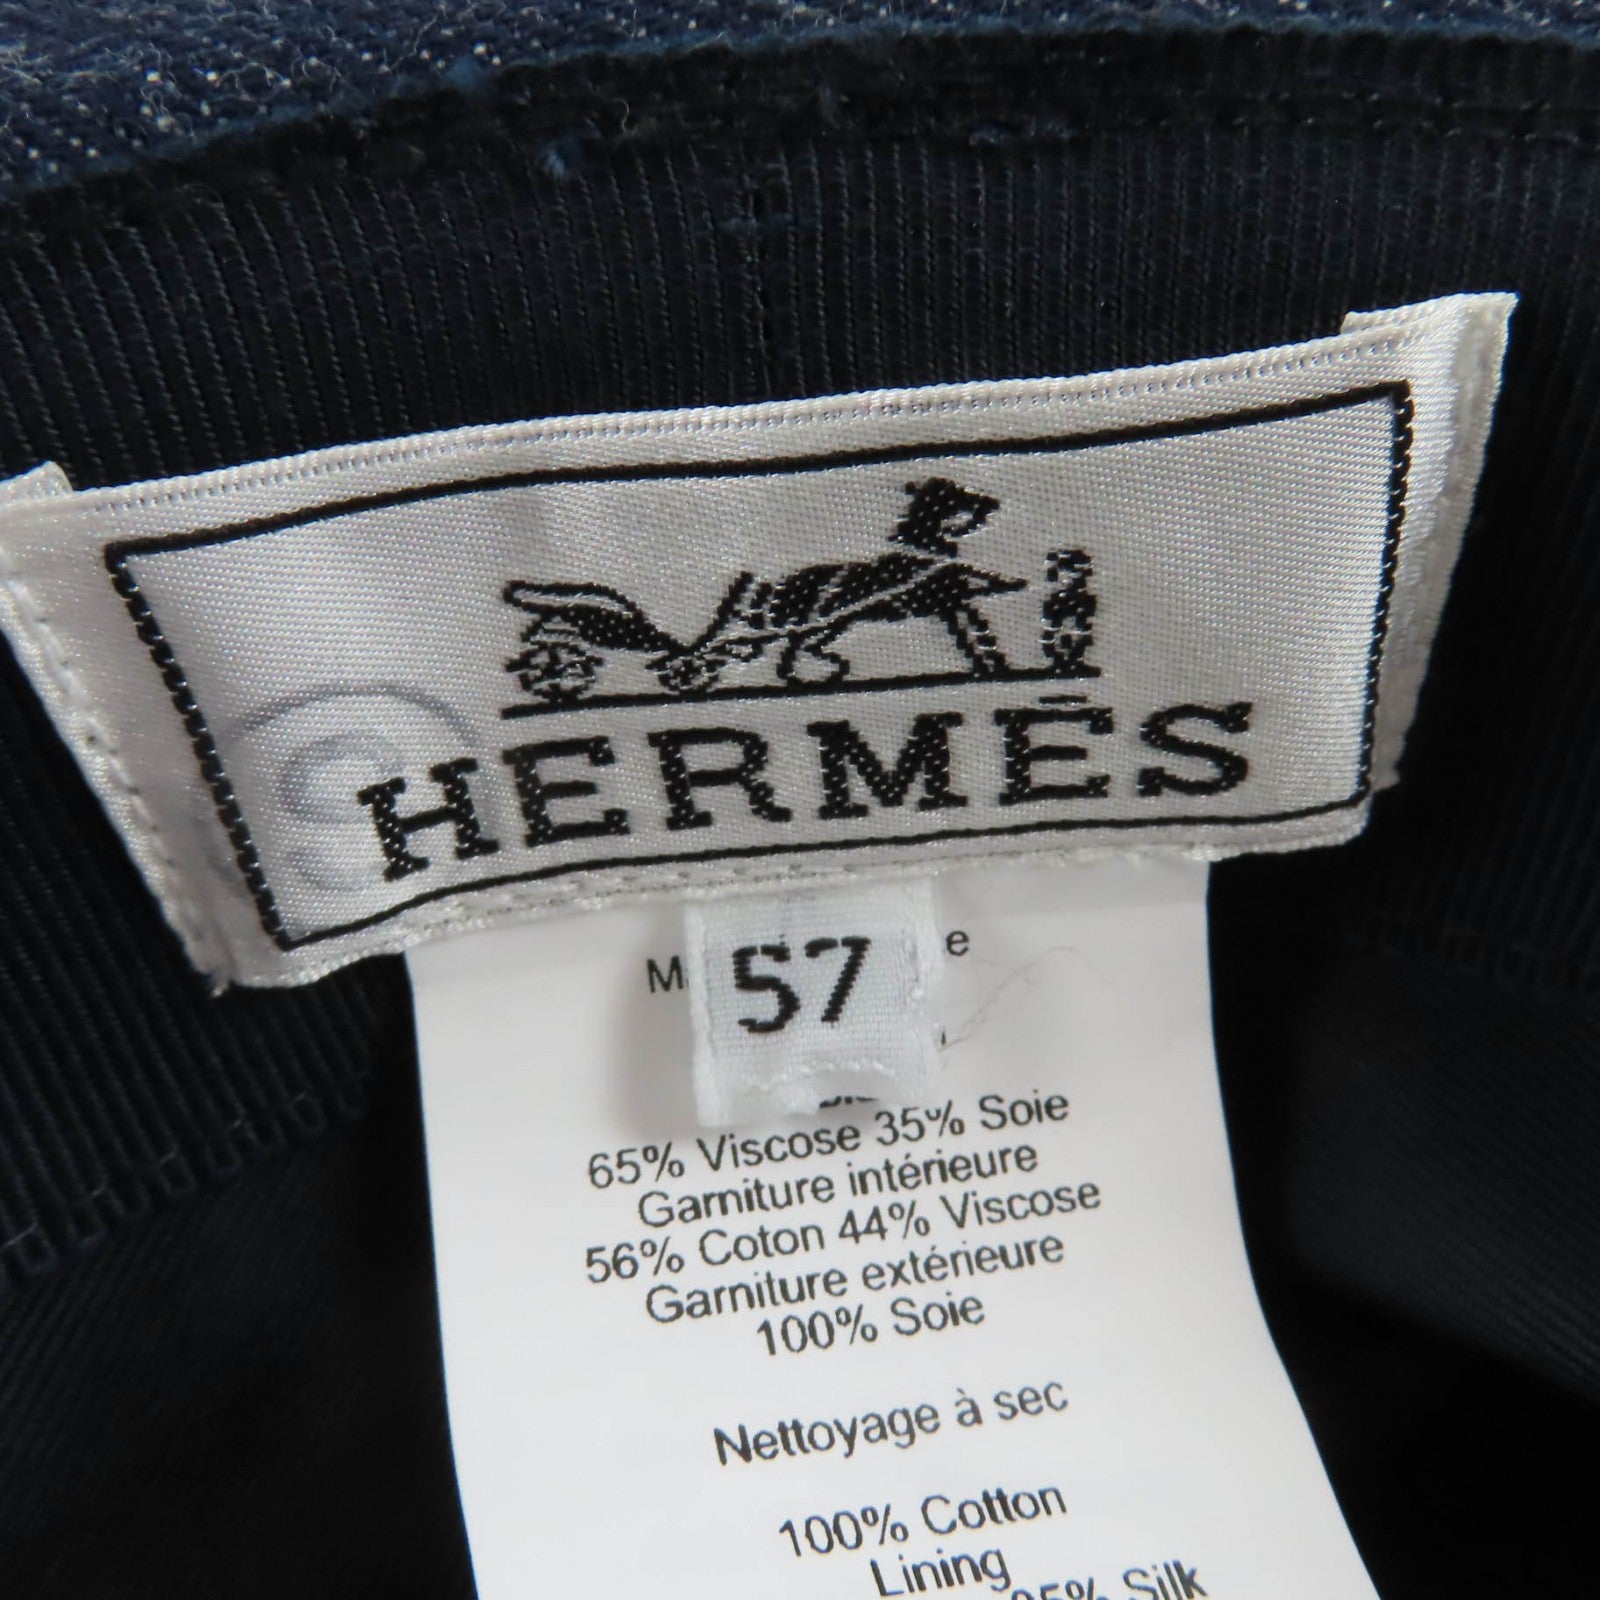 HERMÈS
57
65% Viscose 35% Soie
Garniture intérieure
56% Coton 44% Viscose
Garniture extérieure
100% Soie
Nettoyage à sec
100% Cotton
Lining
Silk